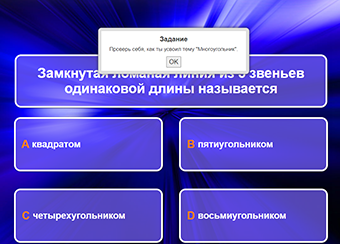 Задание
Проверь себя, как ты усвоил тему "Многоугольник".
OK
Замкнутая ломаная линия из 5 звеньев
одинаковой длины называется
A квадратом
B пятиугольником
C четырехугольником
D восьмиугольником